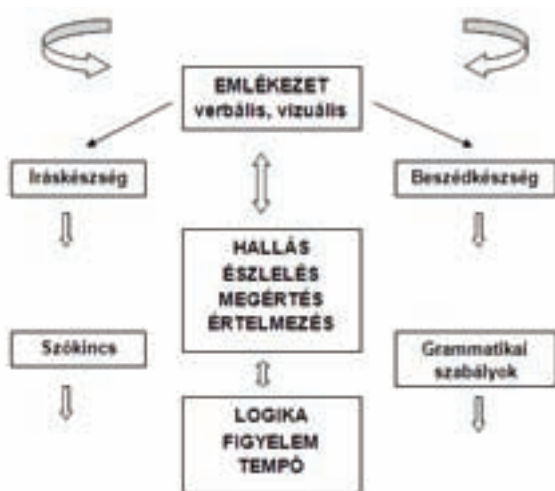 EMLÉKEZET
verbális, vizuális
Íráskészség
Beszédkészség
HALLÁS
ÉSZLELÉS
MEGÉRTÉS
ÉRTELMEZÉS
Szókincs
Grammatikai
szabályok
LOGIKA
FIGYELEM
TEMPÓ